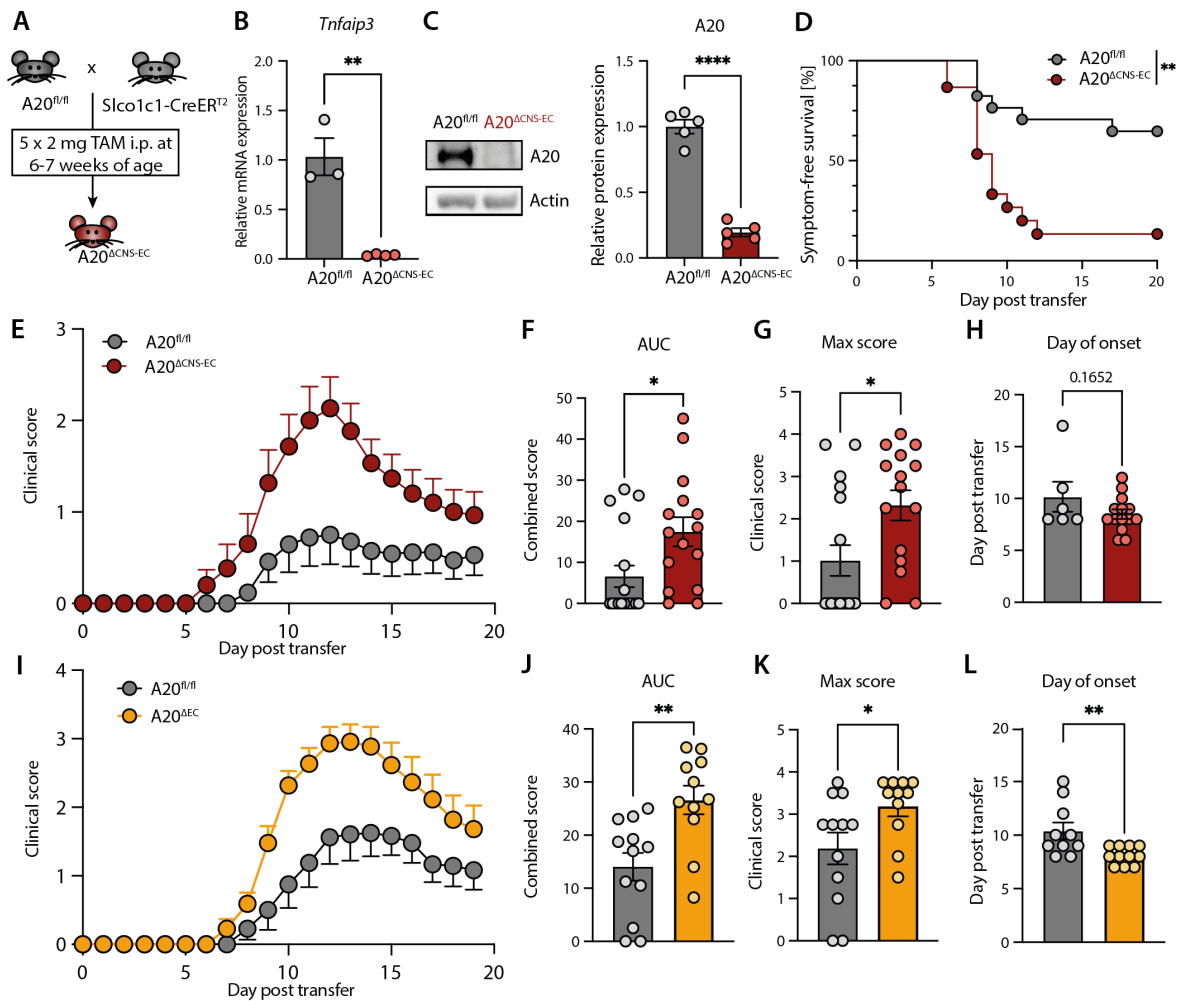 A
A20fl/fl
x
Slco1c1-CreERT2
5 x 2 mg TAM i.p. at
6-7 weeks of age
A20ΔCNS-EC
B
Tnfaip3
**
Relative mRNA expression
2.0
1.5
1.0
0.5
0.0
A20fl/fl A20ΔCNS-EC
C
A20fl/fl A20ΔCNS-EC
A20
Actin
A20
****
Relative protein expression
1.5
1.0
0.5
0.0
A20fl/fl A20ΔCNS-EC
D
Symptom-free survival [%]
100
50
0
0 5 10 15 20
Day post transfer
A20fl/fl
A20ΔCNS-EC
**
E
Clinical score
3
2
1
0
0 5 10 15 20
Day post transfer
A20fl/fl
A20ΔCNS-EC
F
AUC
*
Combined score
50
40
30
20
10
0
G
Max score
*
Clinical score
5
4
3
2
1
0
H
Day of onset
0.1652
Day post transfer
20
15
10
5
0
I
Clinical score
4
3
2
1
0
0 5 10 15 20
Day post transfer
A20fl/fl
A20ΔEC
J
AUC
**
Combined score
40
30
20
10
0
K
Max score
*
Clinical score
5
4
3
2
1
0
L
Day of onset
**
Day post transfer
20
15
10
5
0